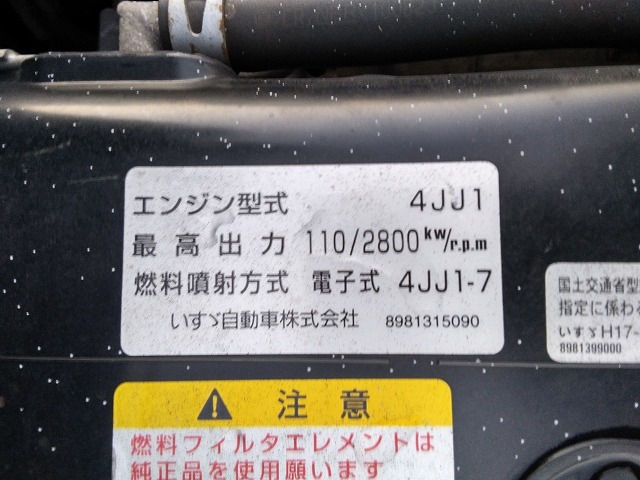 エンジン型式 4JJ1
最高出力 110/2800 kW/r.p.m
燃料噴射方式 電子式 4JJ1-7
いすゞ自動車株式会社 8981315090
国土交通省型
指定に係わ
いすゞH17-
8981399000
注意
燃料フィルタエレメントは
純正品を使用願います